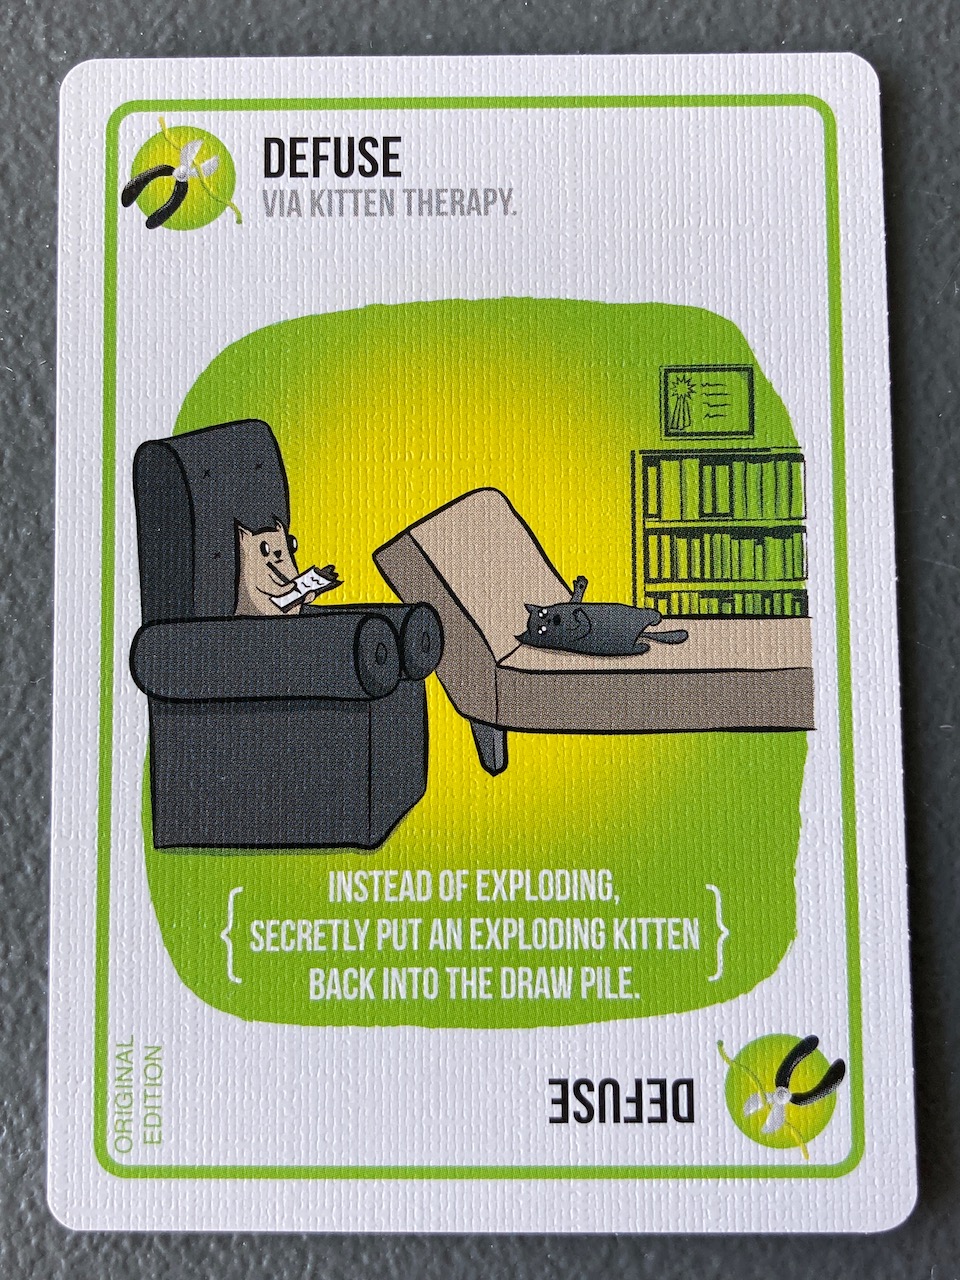 DEFUSE
VIA KITTEN THERAPY.
INSTEAD OF EXPLODING,
SECRETLY PUT AN EXPLODING KITTEN
BACK INTO THE DRAW PILE.
ORIGINAL
EDITION
DEFUSE